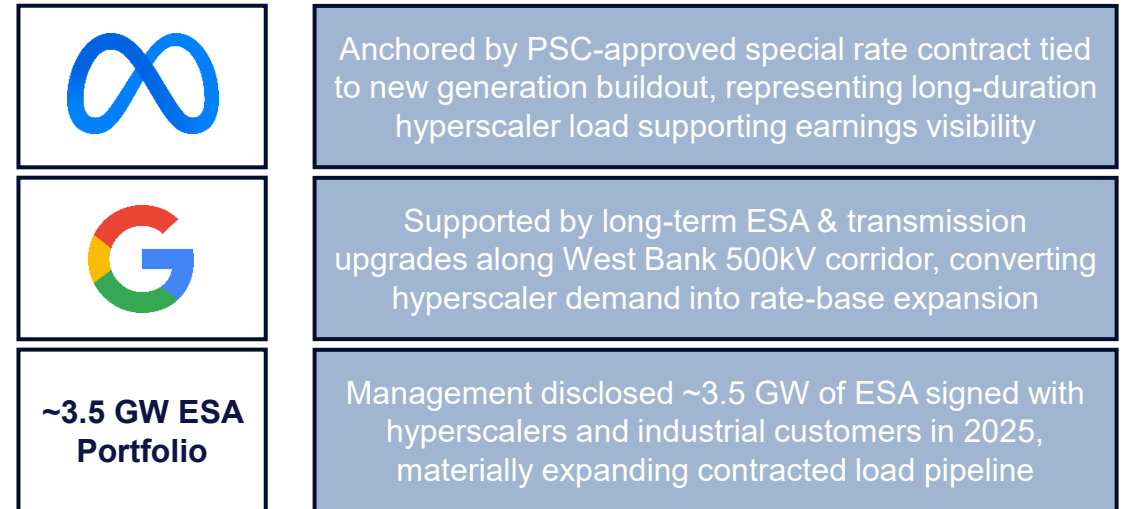 Anchored by PSC-approved special rate contract tied
to new generation buildout, representing long-duration
hyperscaler load supporting earnings visibility
Supported by long-term ESA & transmission
upgrades along West Bank 500kV corridor, converting
hyperscaler demand into rate-base expansion
~3.5 GW ESA
Portfolio
Management disclosed ~3.5 GW of ESA signed with
hyperscalers and industrial customers in 2025,
materially expanding contracted load pipeline